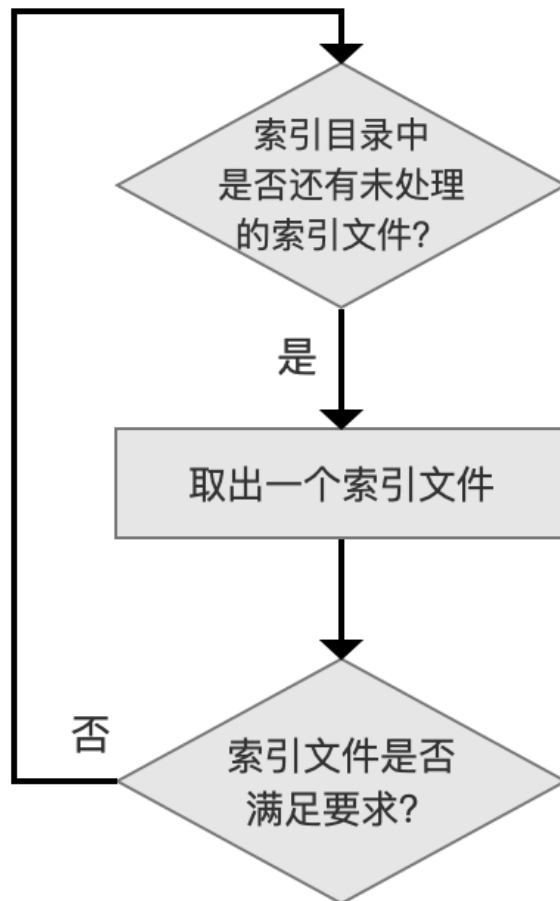 索引目录中
是否还有未处理
的索引文件?
是
取出一个索引文件
否
索引文件是否
满足要求?